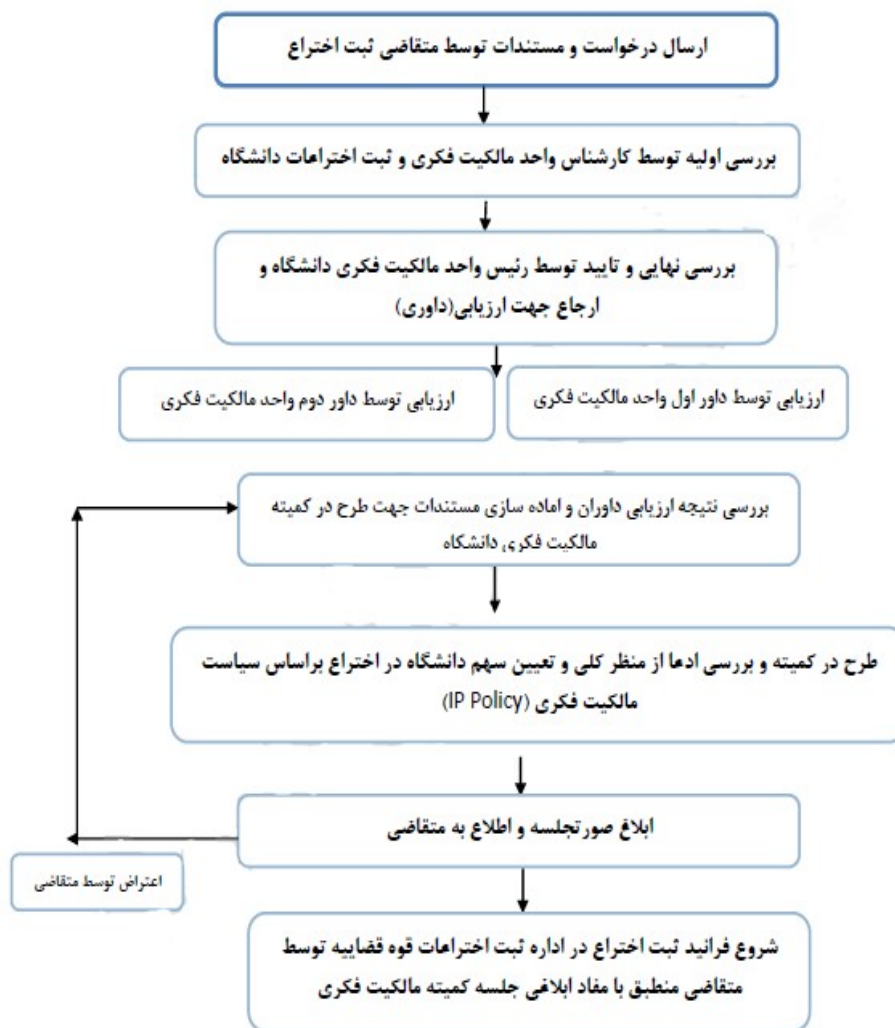 ارسال درخواست و مستندات توسط متقاضی ثبت اختراع
بررسی اولیه توسط کارشناس واحد مالکیت فکری و ثبت اختراعات دانشگاه
بررسی نهایی و تایید توسط رئیس واحد مالکیت فکری دانشگاه و
ارجاع جهت ارزیابی(داوری)
ارزیابی توسط داور اول واحد مالکیت فکری
ارزیابی توسط داور دوم واحد مالکیت فکری
بررسی نتیجه ارزیابی داوران و اماده سازی مستندات جهت طرح در کمیته
مالکیت فکری دانشگاه
طرح در کمیته و بررسی ادعا از منظر کلی و تعیین سهم دانشگاه در اختراع براساس سیاست
مالکیت فکری (IP Policy)
ابلاغ صورتجلسه و اطلاع به متقاضی
اعتراض توسط متقاضی
شروع فرانید ثبت اختراع در اداره ثبت اختراعات قوه قضاییه توسط
متقاضی منطبق با مفاد ابلاغی جلسه کمیته مالکیت فکری